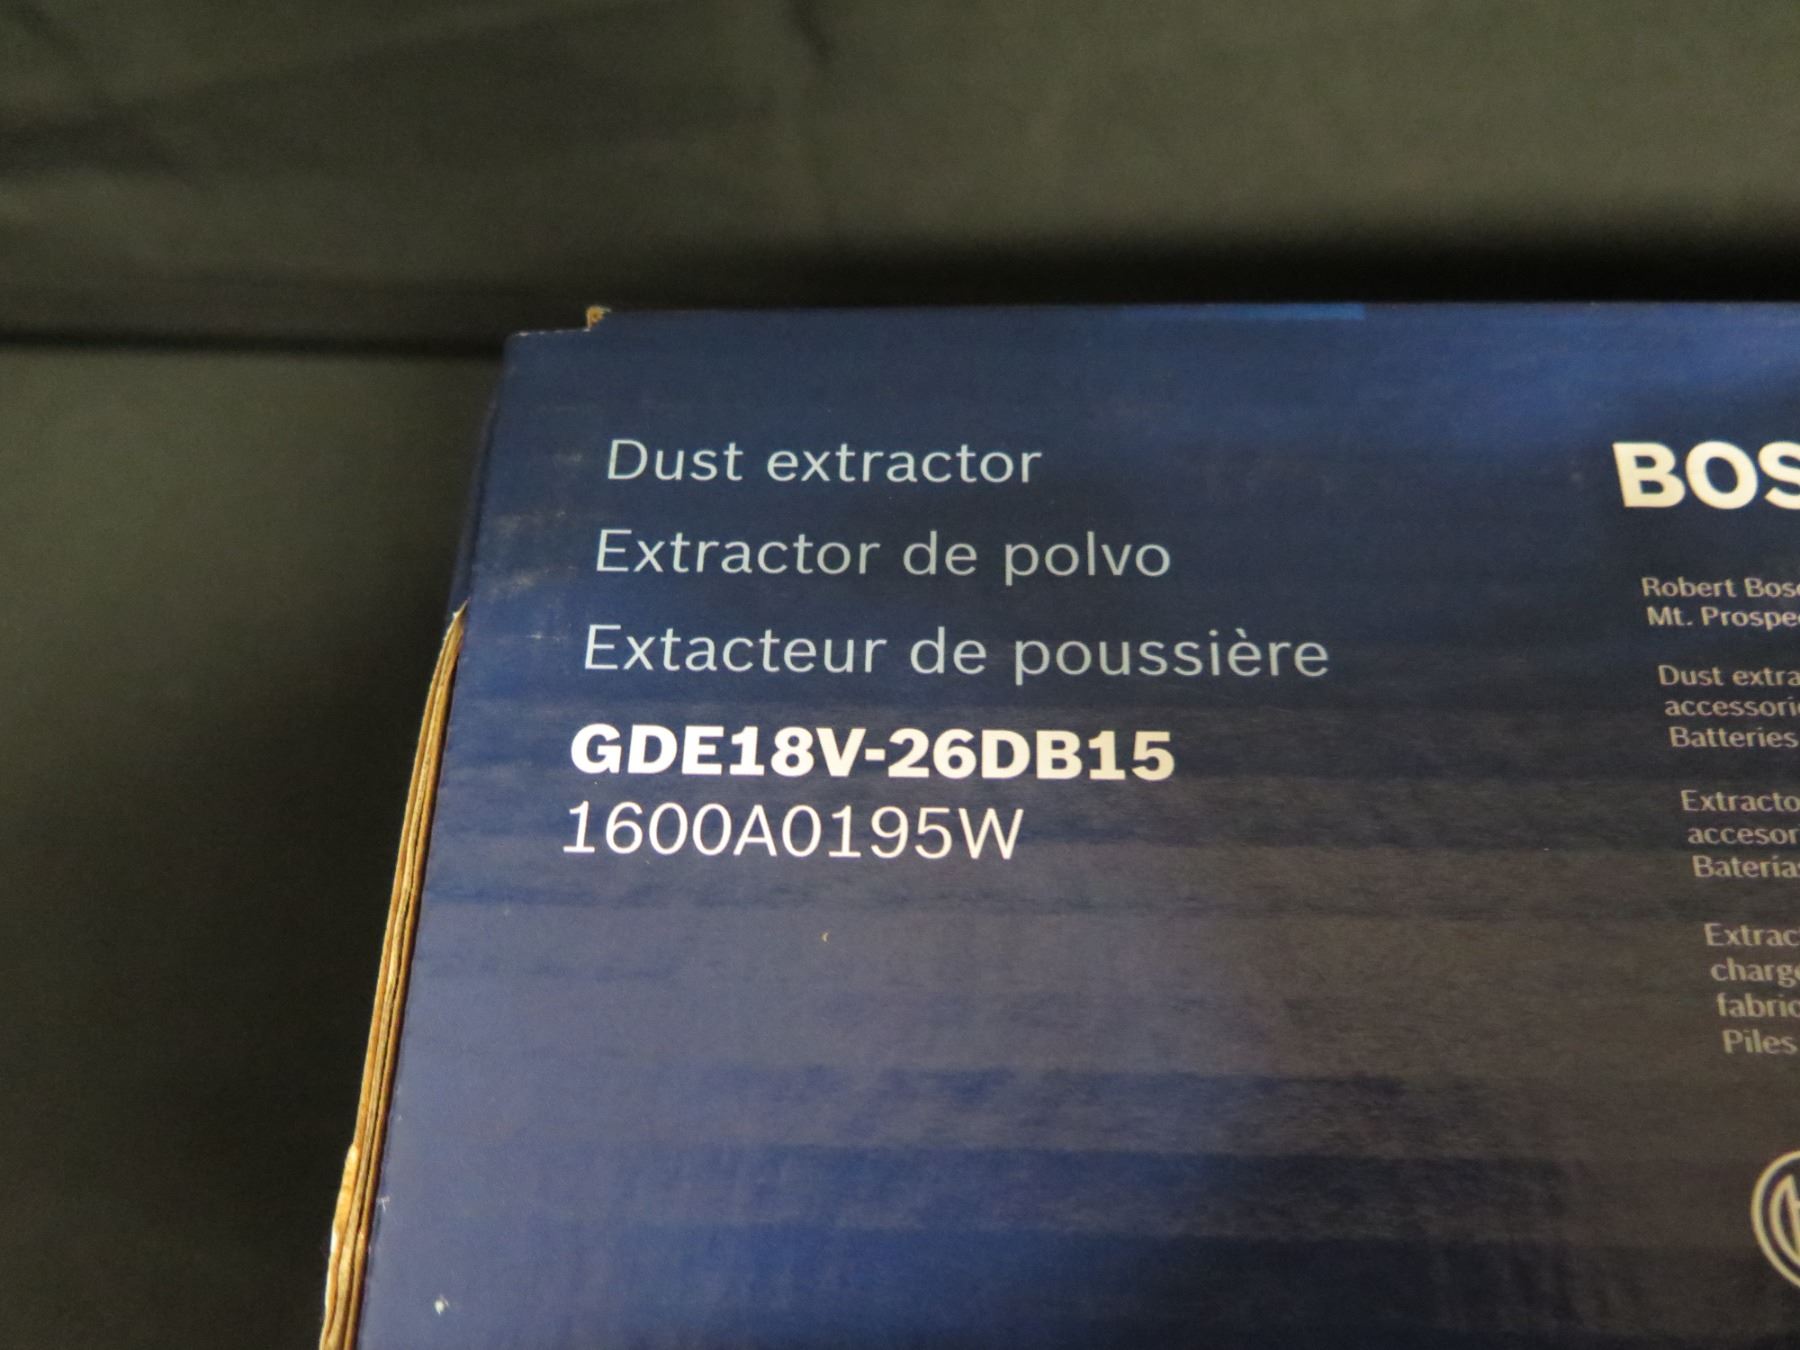 Dust extractor
Extractor de polvo
Extacteur de poussière
GDE18V-26DB15
1600A0195W
BOS
Robert Bos
Mt. Prospe
Dust extra
accessori
Batteries
Extracto
accesor
Baterías
Extrac
charge
fabric
Piles